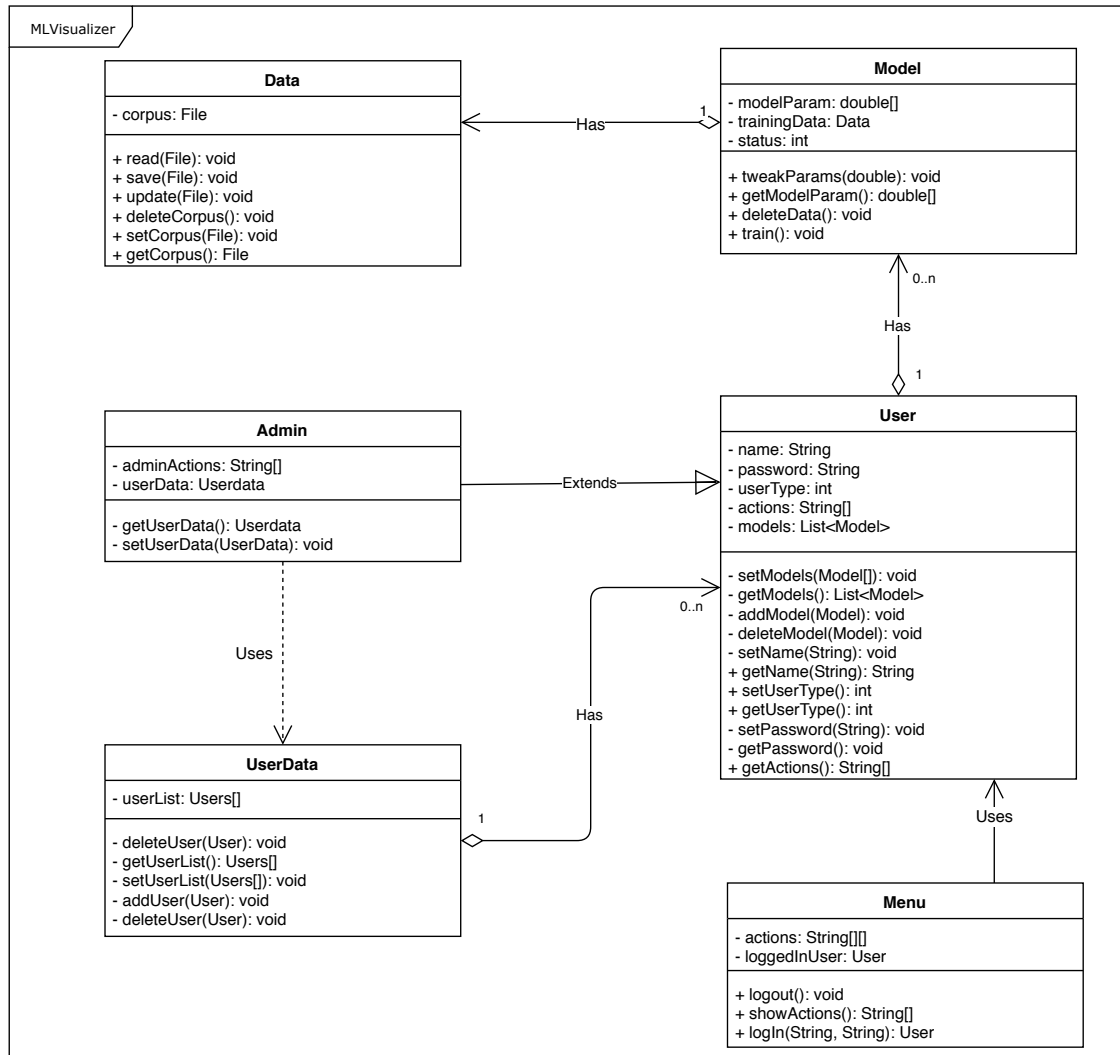 MLVisualizer
Data
- corpus: File
+ read(File): void
+ save(File): void
+ update(File): void
+ deleteCorpus(): void
+ setCorpus(File): void
+ getCorpus(): File
Has
1
Model
- modelParam: double[]
- trainingData: Data
- status: int
+ tweakParams(double): void
+ getModelParam(): double[]
+ deleteData(): void
+ train(): void
0..n
Has
1
Admin
- adminActions: String[]
- userData: Userdata
- getUserData(): Userdata
- setUserData(UserData): void
Extends
User
- name: String
- password: String
- userType: int
- actions: String[]
- models: List<Model>
- setModels(Model[]): void
- getModels(): List<Model>
- addModel(Model): void
- deleteModel(Model): void
- setName(String): void
+ getName(String): String
+ setUserType(): int
+ getUserType(): int
- setPassword(String): void
- getPassword(): void
+ getActions(): String[]
0..n
Uses
Has
1
UserData
- userList: Users[]
- deleteUser(User): void
- getUserList(): Users[]
- setUserList(Users[]): void
- addUser(User): void
- deleteUser(User): void
Uses
Menu
- actions: String[][]
- loggedInUser: User
+ logout(): void
+ showActions(): String[]
+ logIn(String, String): User